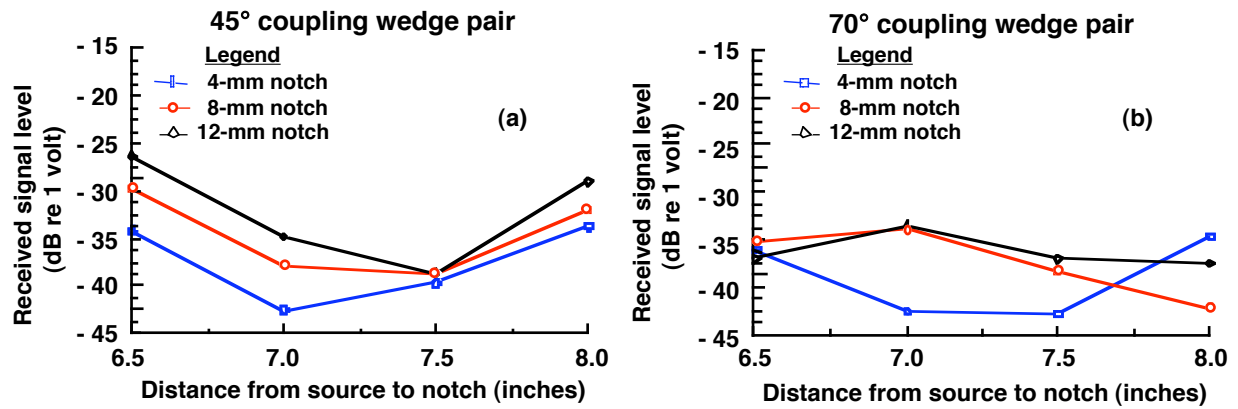 45° coupling wedge pair
Received signal level
(dB re 1 volt)
- 15
- 20
- 25
- 30
- 35
- 40
- 45
Legend
4-mm notch
8-mm notch
12-mm notch
(a)
6.5 7.0 7.5 8.0
Distance from source to notch (inches)
70° coupling wedge pair
Received signal level
(dB re 1 volt)
- 15
- 20
- 25
- 30
- 35
- 40
- 45
Legend
4-mm notch
8-mm notch
12-mm notch
(b)
6.5 7.0 7.5 8.0
Distance from source to notch (inches)